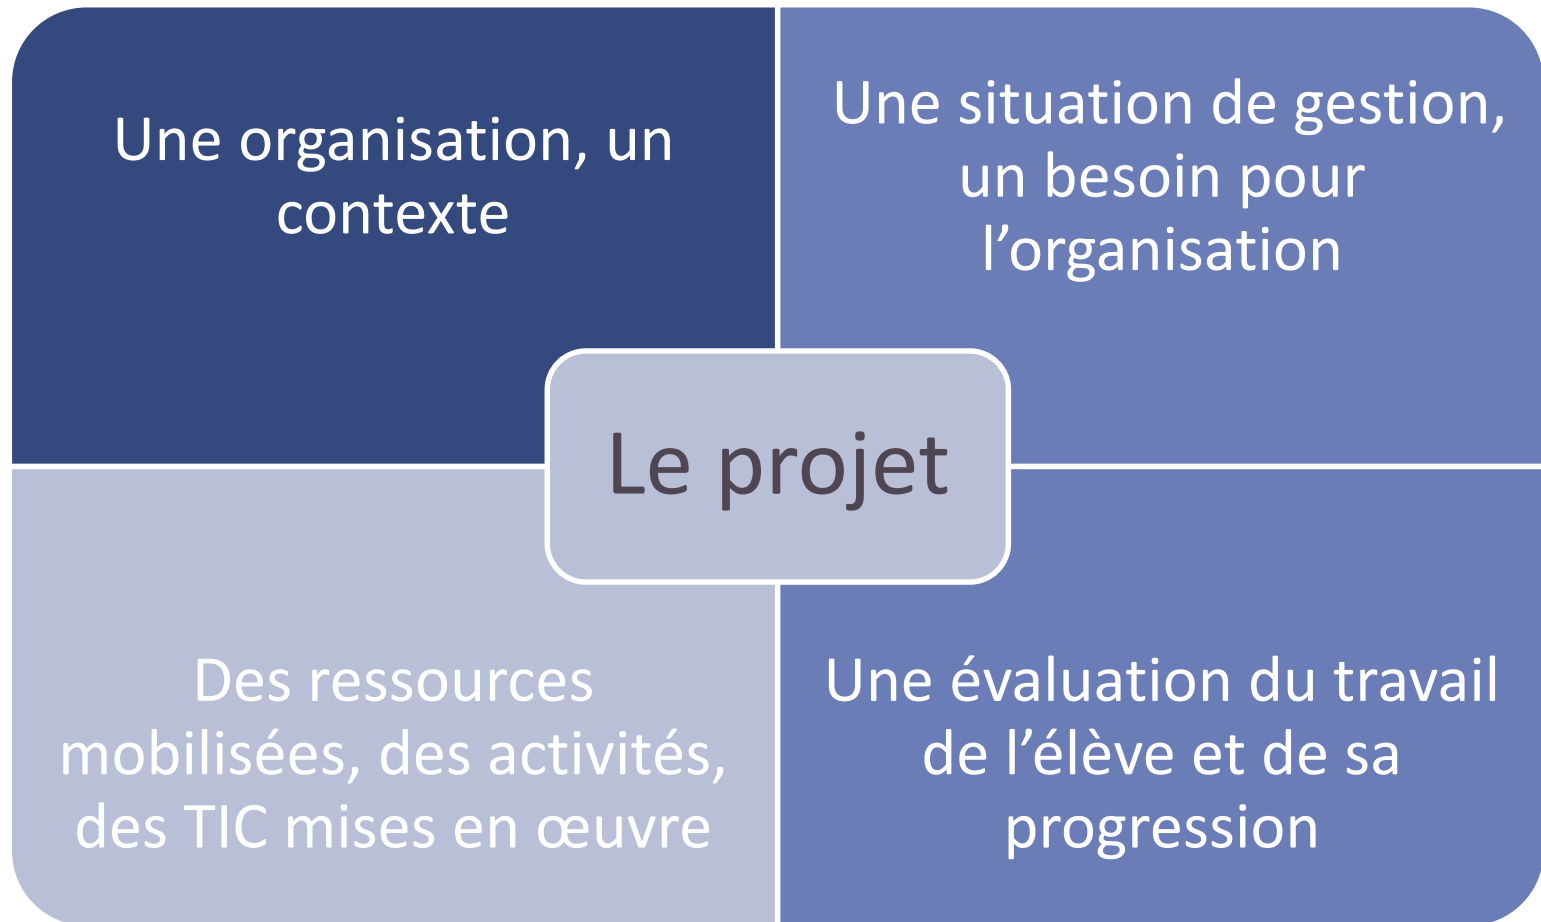 Une organisation, un
contexte
Une situation de gestion,
un besoin pour
l’organisation
Le projet
Des ressources
mobilisées, des activités,
des TIC mises en œuvre
Une évaluation du travail
de l’élève et de sa
progression